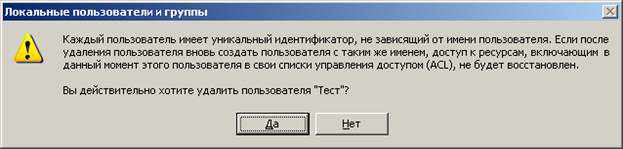 Локальные пользователи и группы
Каждый пользователь имеет уникальный идентификатор, не зависящий от имени пользователя. Если после
удаления пользователя вновь создать пользователя с таким же именем, доступ к ресурсам, включающим в
данный момент этого пользователя в свои списки управления доступом (ACL), не будет восстановлен.
Вы действительно хотите удалить пользователя "Тест"?
Да
Нет